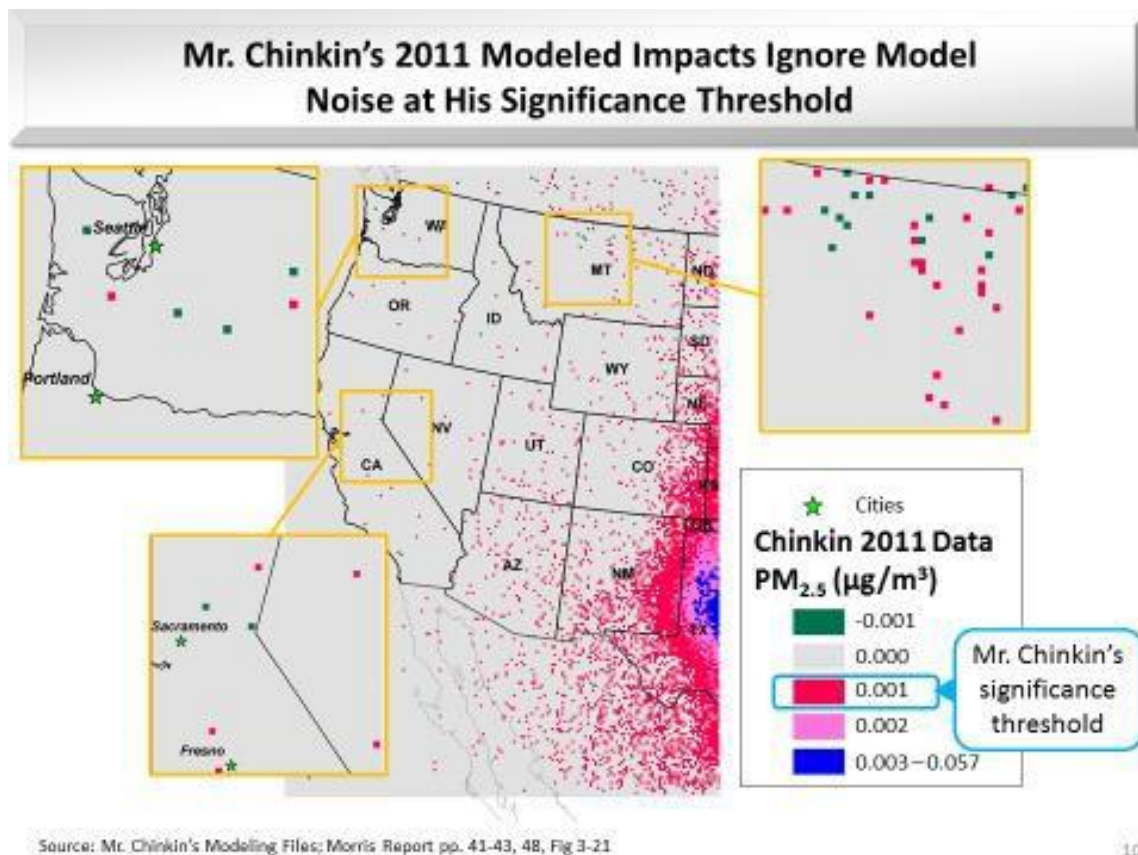 Mr. Chinkin's 2011 Modeled Impacts Ignore Model
Noise at His Significance Threshold
Seattle
Portland
WA
OR
ID
MT
ND
SD
WY
NE
NV
CA
UT
CO
KS
AZ
NM
TX
Sacramento
Fresno
Cities
Chinkin 2011 Data
PM₂.₅ (µg/m³)
-0.001
0.000
0.001
0.002
0.003–0.057
Mr. Chinkin's
significance
threshold
Source: Mr. Chinkin's Modeling Files; Morris Report pp. 41-43, 48, Fig 3-21